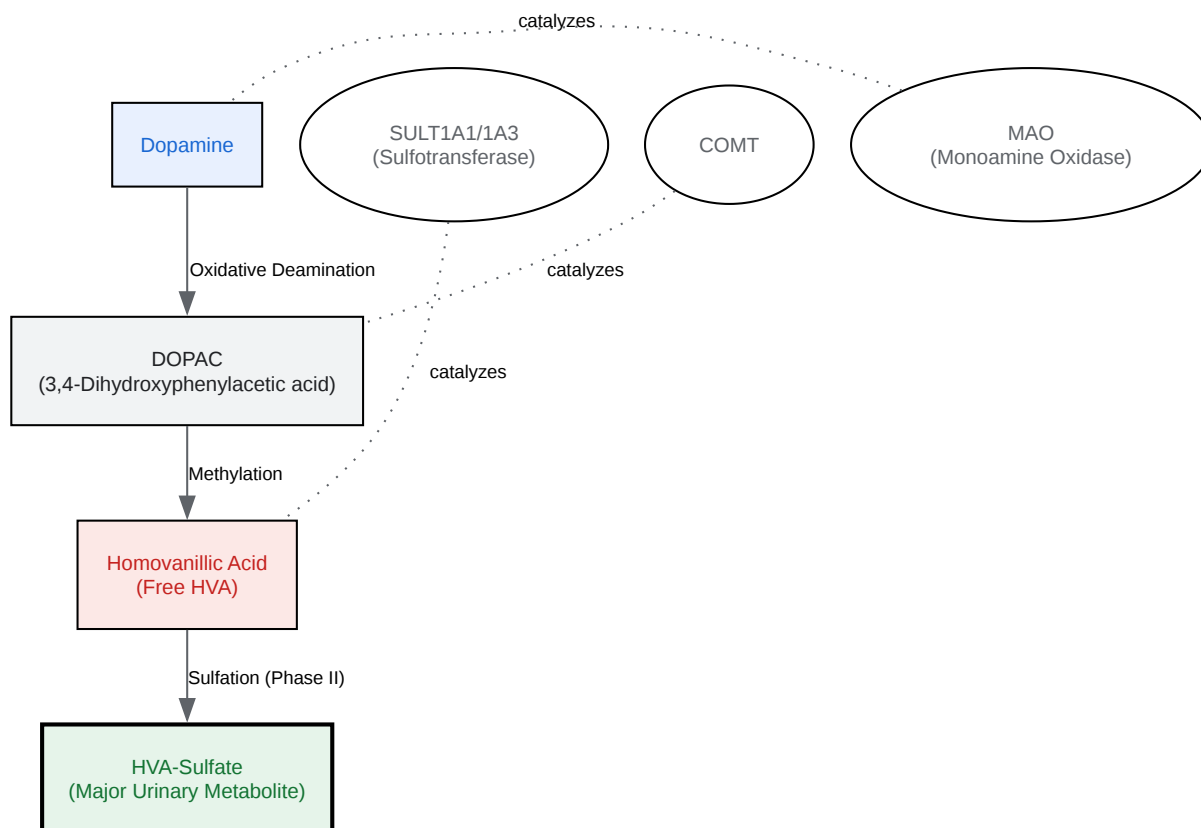 catalyzes
Dopamine
SULT1A1/1A3
(Sulfotransferase)
COMT
MAO
(Monoamine Oxidase)
Oxidative Deamination
catalyzes
DOPAC
(3,4-Dihydroxyphenylacetic acid)
catalyzes
Methylation
Homovanillic Acid
(Free HVA)
Sulfation (Phase II)
HVA-Sulfate
(Major Urinary Metabolite)